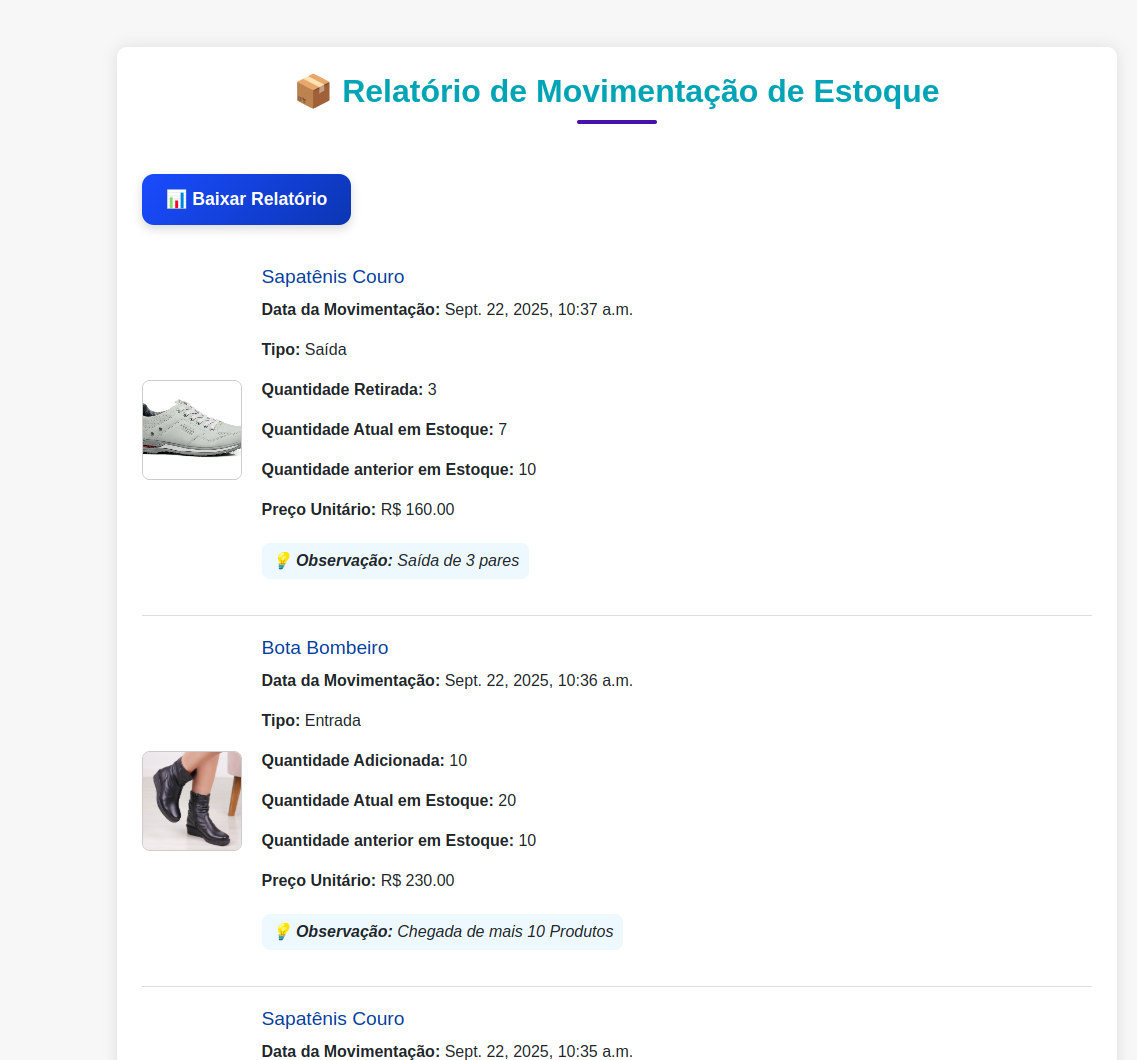 Relatório de Movimentação de Estoque
Baixar Relatório
Sapatênis Couro
Data da Movimentação: Sept. 22, 2025, 10:37 a.m.
Tipo: Saída
Quantidade Retirada: 3
Quantidade Atual em Estoque: 7
Quantidade anterior em Estoque: 10
Preço Unitário: R$ 160.00
Observação: Saída de 3 pares
Bota Bombeiro
Data da Movimentação: Sept. 22, 2025, 10:36 a.m.
Tipo: Entrada
Quantidade Adicionada: 10
Quantidade Atual em Estoque: 20
Quantidade anterior em Estoque: 10
Preço Unitário: R$ 230.00
Observação: Chegada de mais 10 Produtos
Sapatênis Couro
Data da Movimentação: Sept. 22, 2025, 10:35 a.m.